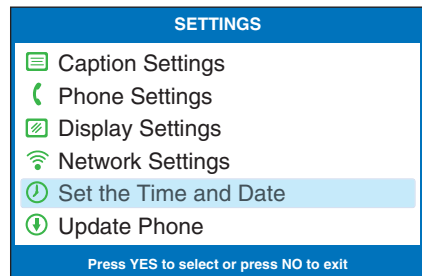 SETTINGS
Caption Settings
Phone Settings
Display Settings
Network Settings
Set the Time and Date
Update Phone
Press YES to select or press NO to exit